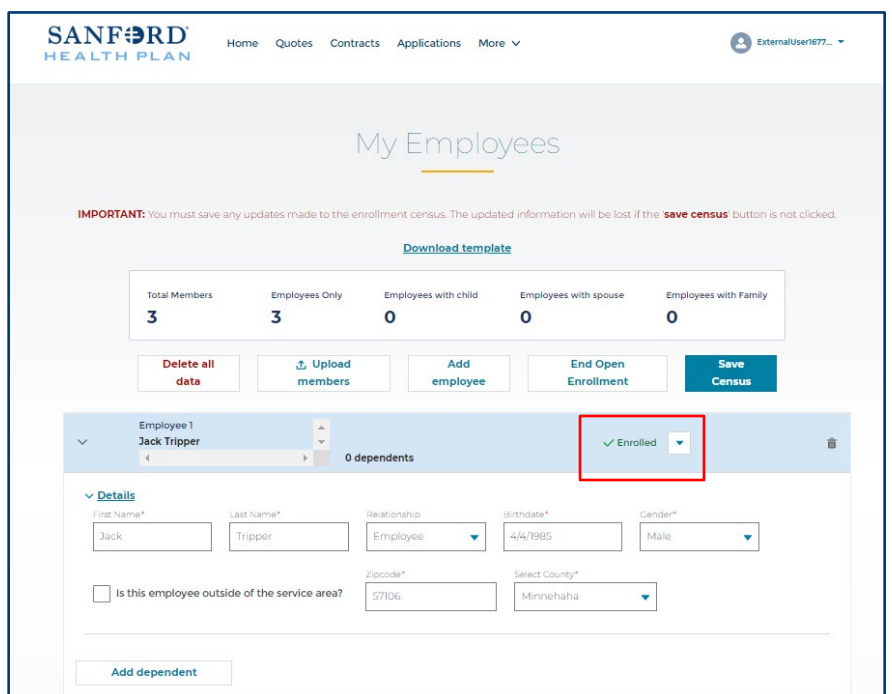 SANFORD
HEALTH PLAN
Home Quotes Contracts Applications More
ExternalUser1677...
My Employees
IMPORTANT: You must save any updates made to the enrollment census. The updated information will be lost if the 'save census' button is not clicked.
Download template
Total Members Employees Only Employees with child Employees with spouse Employees with Family
3 3 0 0 0
Delete all data
Upload members
Add employee
End Open Enrollment
Save Census
Employee 1
Jack Tripper
0 dependents
Enrolled
Details
First Name* Last Name* Relationship Birthdate* Gender*
Jack Tripper Employee 4/4/1985 Male
Zipcode* Select County*
Is this employee outside of the service area? 57106 Minnehaha
Add dependent